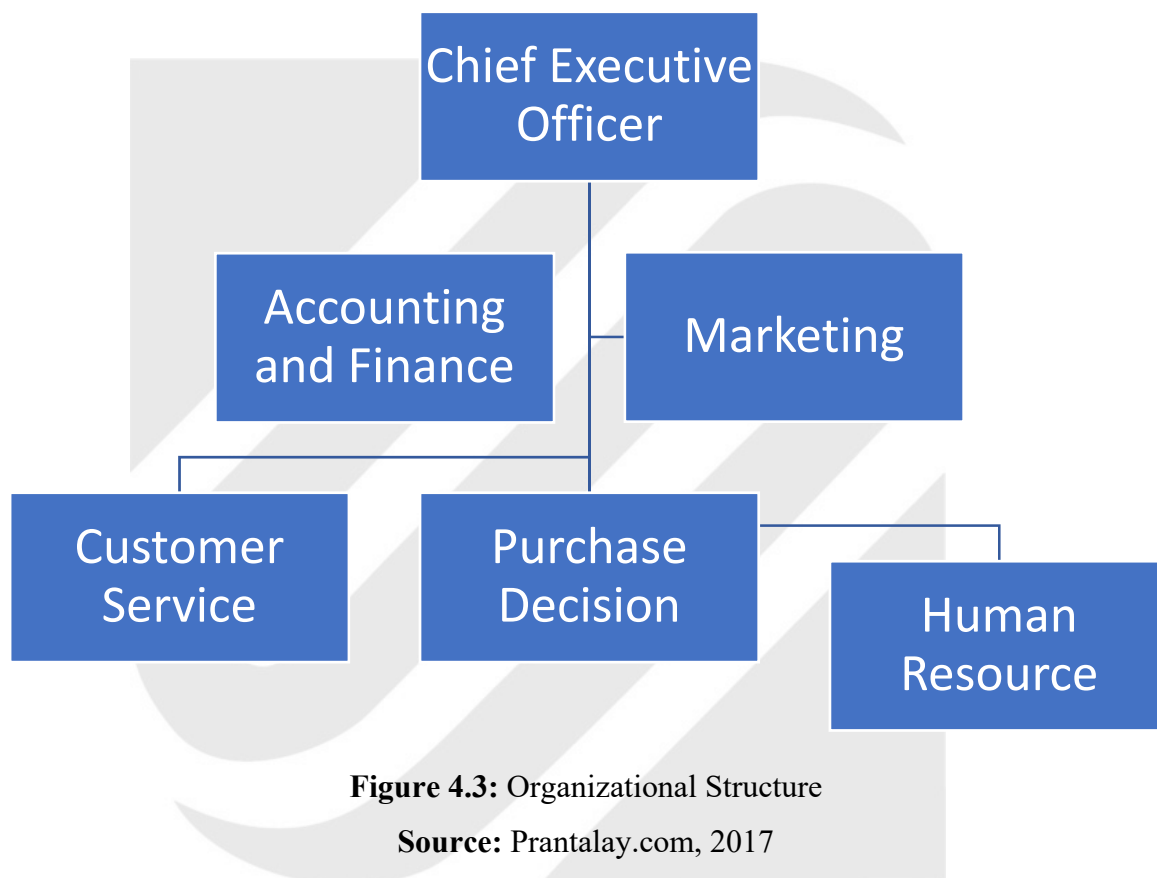 Chief Executive
Officer
Accounting
and Finance
Marketing
Customer
Service
Purchase
Decision
Human
Resource
Figure 4.3: Organizational Structure
Source: Prantalay.com, 2017